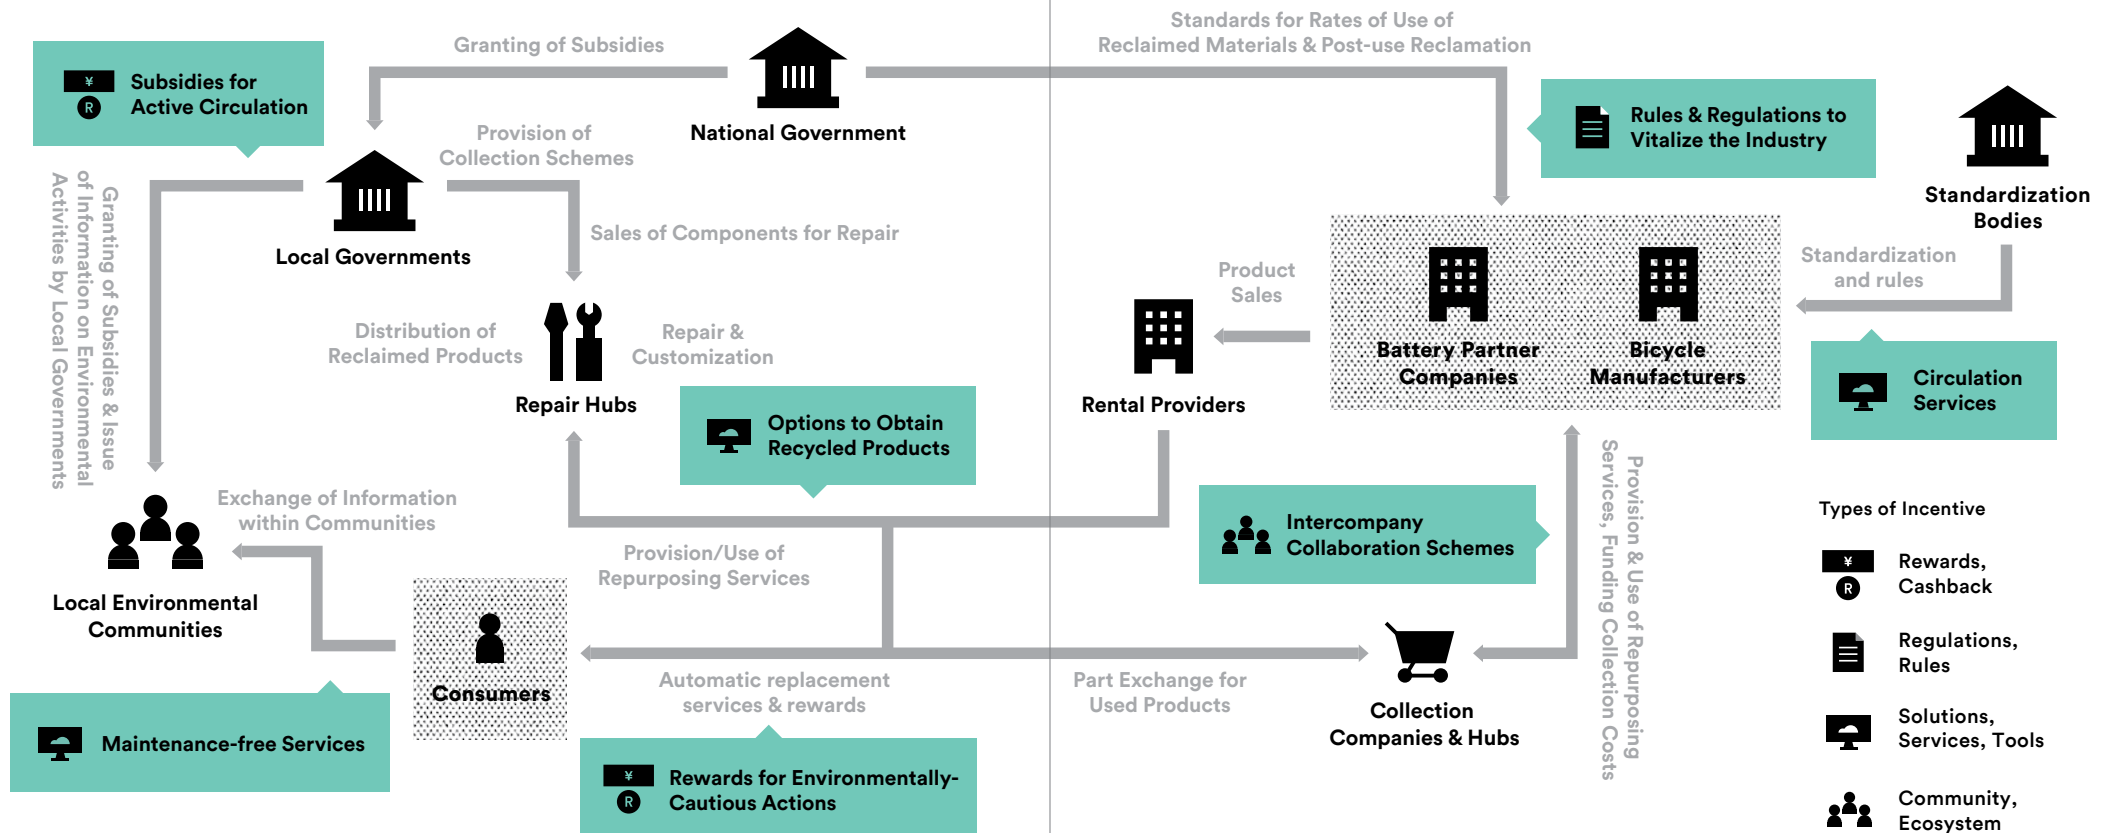 Standards for Rates of Use of
Reclaimed Materials & Post-use Reclamation
Granting of Subsidies
¥
R
Subsidies for
Active Circulation
National Government
Rules & Regulations to
Vitalize the Industry
Provision of
Collection Schemes
Standardization
Bodies
Granting of Subsidies & Issue
of Information on Environmental
Activities by Local Governments
Local Governments
Sales of Components for Repair
Standardization
and rules
Product
Sales
Distribution of
Reclaimed Products
Repair &
Customization
Battery Partner
Companies
Bicycle
Manufacturers
Repair Hubs
Rental Providers
Circulation
Services
Options to Obtain
Recycled Products
Provision & Use of Repurposing
Services, Funding Collection Costs
Exchange of Information
within Communities
Intercompany
Collaboration Schemes
Types of Incentive
Provision/Use of
Repurposing Services
¥
R
Rewards,
Cashback
Local Environmental
Communities
Regulations,
Rules
Consumers
Automatic replacement
services & rewards
Part Exchange for
Used Products
Collection
Companies & Hubs
Solutions,
Services, Tools
Maintenance-free Services
¥
R
Rewards for Environmentally-
Cautious Actions
Community,
Ecosystem